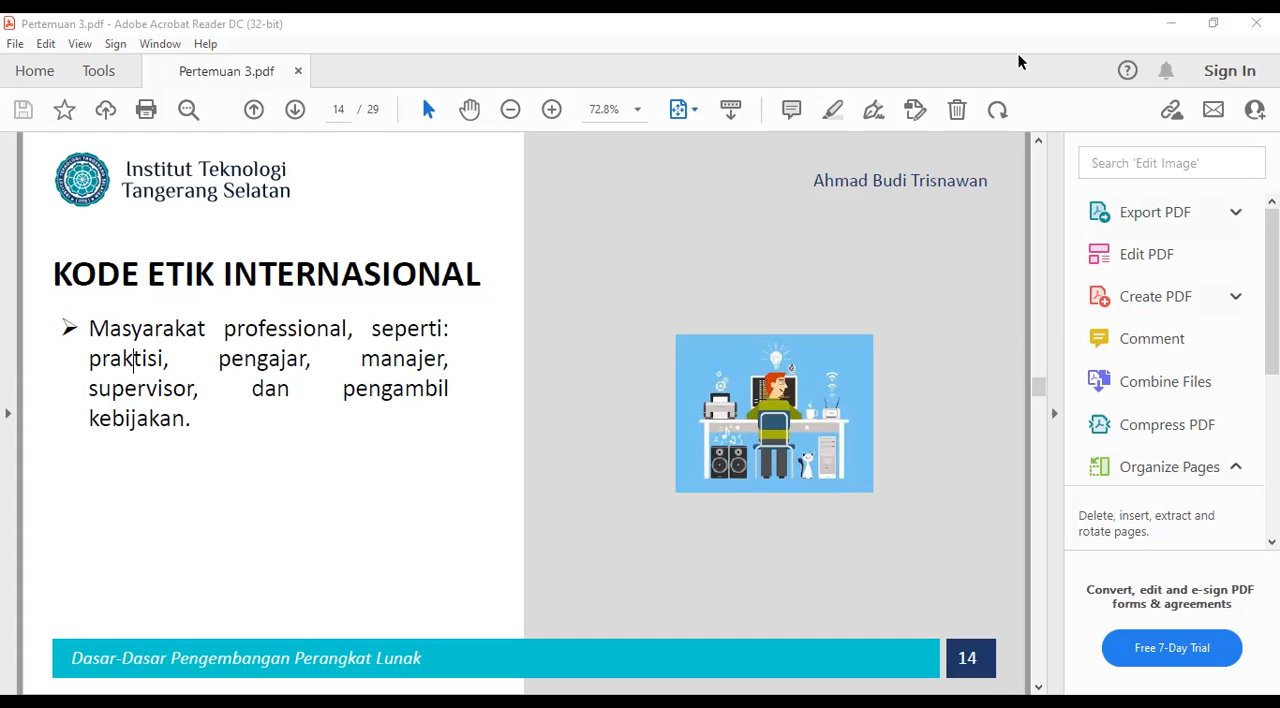 Pertemuan 3.pdf - Adobe Acrobat Reader DC (32-bit)
File Edit View Sign Window Help
Home Tools Pertemuan 3.pdf × Sign In
14 / 29 72.8%
Institut Teknologi
Tangerang Selatan
Ahmad Budi Trisnawan
KODE ETIK INTERNASIONAL
➢ Masyarakat professional, seperti:
praktisi, pengajar, manajer,
supervisor, dan pengambil
kebijakan.
Dasar-Dasar Pengembangan Perangkat Lunak 14
Search 'Edit Image'
Export PDF
Edit PDF
Create PDF
Comment
Combine Files
Compress PDF
Organize Pages
Delete, insert, extract and
rotate pages.
Convert, edit and e-sign PDF
forms & agreements
Free 7-Day Trial